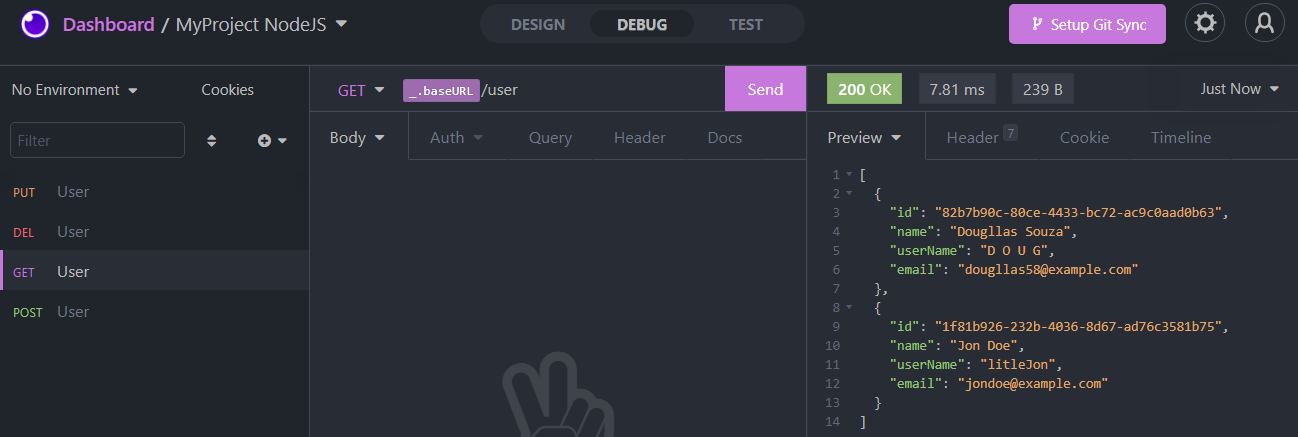 Dashboard / MyProject NodeJS
DESIGN DEBUG TEST
Setup Git Sync
No Environment Cookies
GET _.baseURL/user Send
200 OK 7.81 ms 239 B Just Now
Filter
Body Auth Query Header Docs
Preview Header 7 Cookie Timeline
PUT User
DEL User
GET User
POST User
1 [
2 {
3 "id": "82b7b90c-80ce-4433-bc72-ac9c0aad0b63",
4 "name": "Dougllas Souza",
5 "userName": "D O U G",
6 "email": "dougllas58@example.com"
7 },
8 {
9 "id": "1f81b926-232b-4036-8d67-ad76c3581b75",
10 "name": "Jon Doe",
11 "userName": "litleJon",
12 "email": "jondoe@example.com"
13 }
14 ]